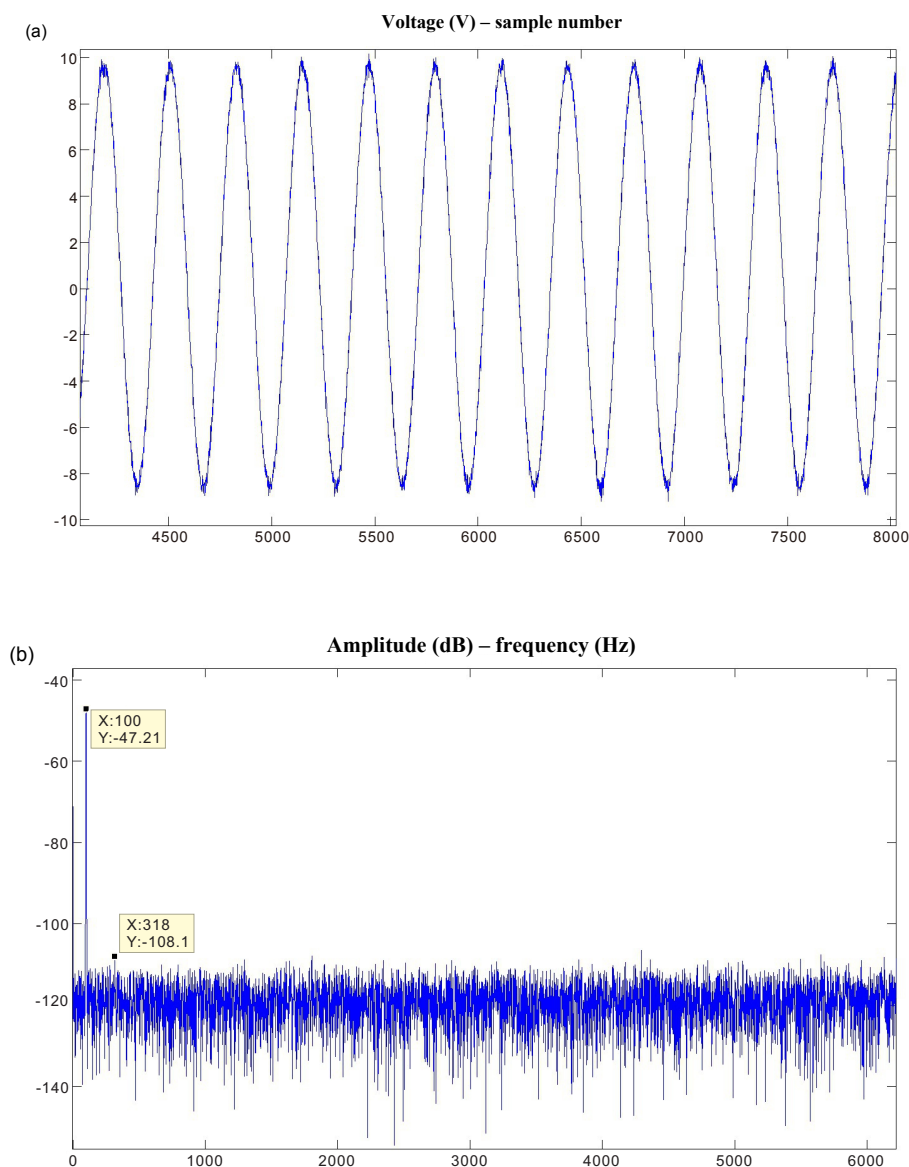 Voltage (V) – sample number
(a)
10
8
6
4
2
0
-2
-4
-6
-8
-10
4500 5000 5500 6000 6500 7000 7500 8000
Amplitude (dB) – frequency (Hz)
(b)
-40
X:100
Y:-47.21
-60
-80
-100
X:318
Y:-108.1
-120
-140
0 1000 2000 3000 4000 5000 6000